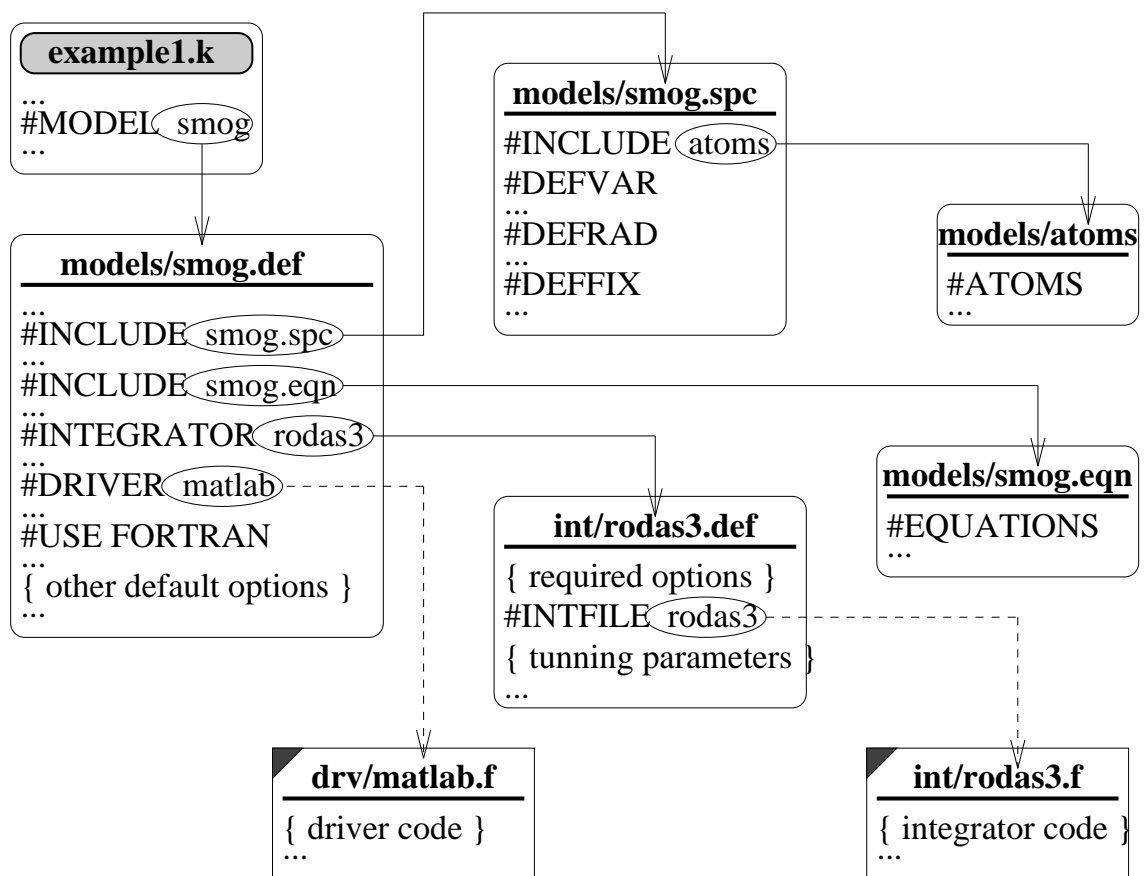 example1.k
...
#MODEL smog
...
models/smog.def
...
#INCLUDE smog.spc
...
#INCLUDE smog.eqn
...
#INTEGRATOR rodas3
...
#DRIVER matlab
...
#USE FORTRAN
...
{ other default options }
...
models/smog.spc
#INCLUDE atoms
#DEFVAR
...
#DEFRAD
...
#DEFFIX
...
models/atoms
#ATOMS
...
models/smog.eqn
#EQUATIONS
...
int/rodas3.def
{ required options }
#INTFILE rodas3
{ tunning parameters }
...
drv/matlab.f
{ driver code }
...
int/rodas3.f
{ integrator code }
...